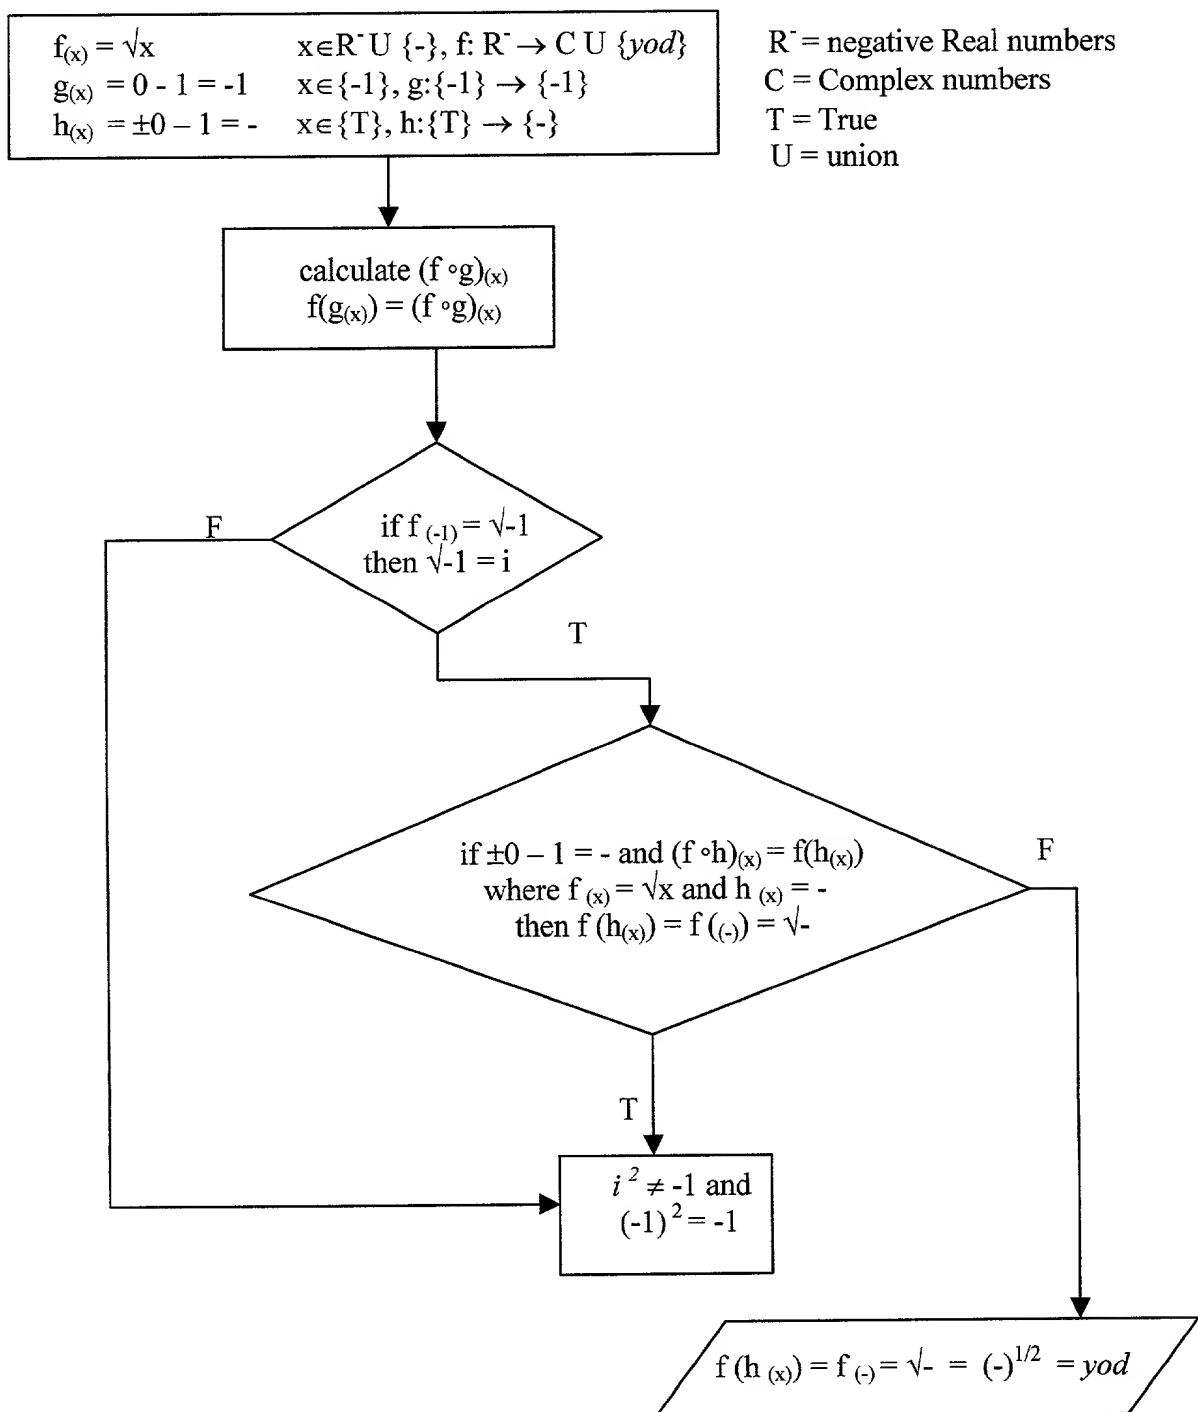 f(x) = √x x∈R⁻U {-}, f: R⁻ → C U {yod}
g(x) = 0 - 1 = -1 x∈{-1}, g:{-1} → {-1}
h(x) = ±0 – 1 = - x∈{T}, h:{T} → {-}
R⁻ = negative Real numbers
C = Complex numbers
T = True
U = union
calculate (f ∘g)(x)
f(g(x)) = (f ∘g)(x)
F
if f (-1) = √-1
then √-1 = i
T
if ±0 – 1 = - and (f ∘h)(x) = f(h(x))
where f (x) = √x and h (x) = -
then f (h(x)) = f ((-)) = √-
F
T
i ² ≠ -1 and
(-1) ² = -1
f (h (x)) = f (-) = √- = (-)^1/2 = yod